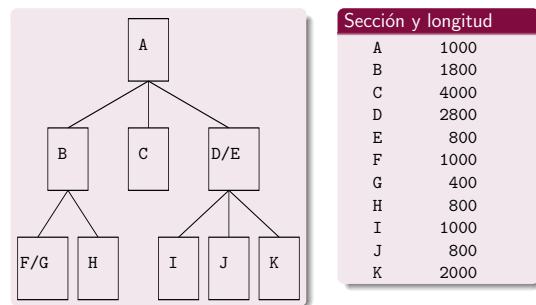 A
B C D/E
F/G H I J K
Sección y longitud
A 1000
B 1800
C 4000
D 2800
E 800
F 1000
G 400
H 800
I 1000
J 800
K 2000